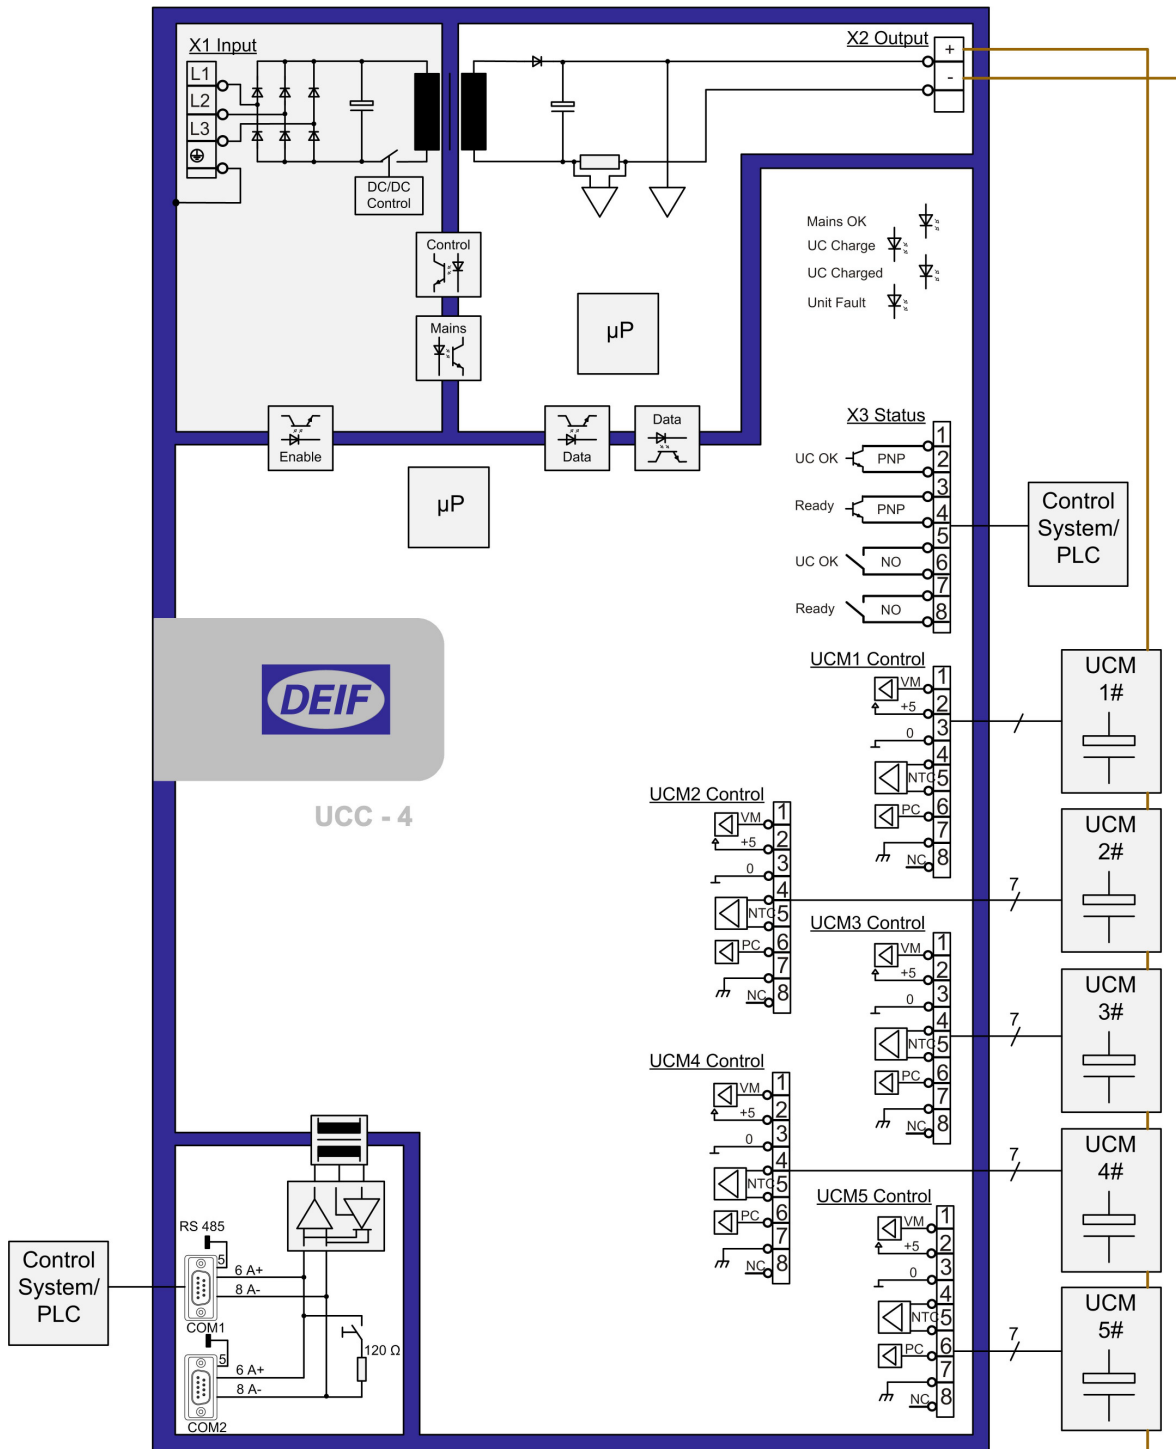 X1 Input
L1
L2
L3
DC/DC
Control
X2 Output
+
-
Control
Mains
µP
Mains OK
UC Charge
UC Charged
Unit Fault
Enable
Data
Data
µP
X3 Status
UC OK PNP
Ready PNP
UC OK NO
Ready NO
1
2
3
4
5
6
7
8
Control
System/
PLC
DEIF
UCC - 4
UCM1 Control
VM
+5
0
NTC
PC
NC
1
2
3
4
5
6
7
8
UCM
1#
UCM2 Control
VM
+5
0
NTC
PC
NC
1
2
3
4
5
6
7
8
7
UCM
2#
UCM3 Control
VM
+5
0
NTC
PC
NC
1
2
3
4
5
6
7
8
7
UCM
3#
UCM4 Control
VM
+5
0
NTC
PC
NC
1
2
3
4
5
6
7
8
7
UCM
4#
UCM5 Control
VM
+5
0
NTC
PC
NC
1
2
3
4
5
6
7
8
7
UCM
5#
Control
System/
PLC
RS 485
5
6 A+
8 A-
COM1
120 Ω
5
6 A+
8 A-
COM2